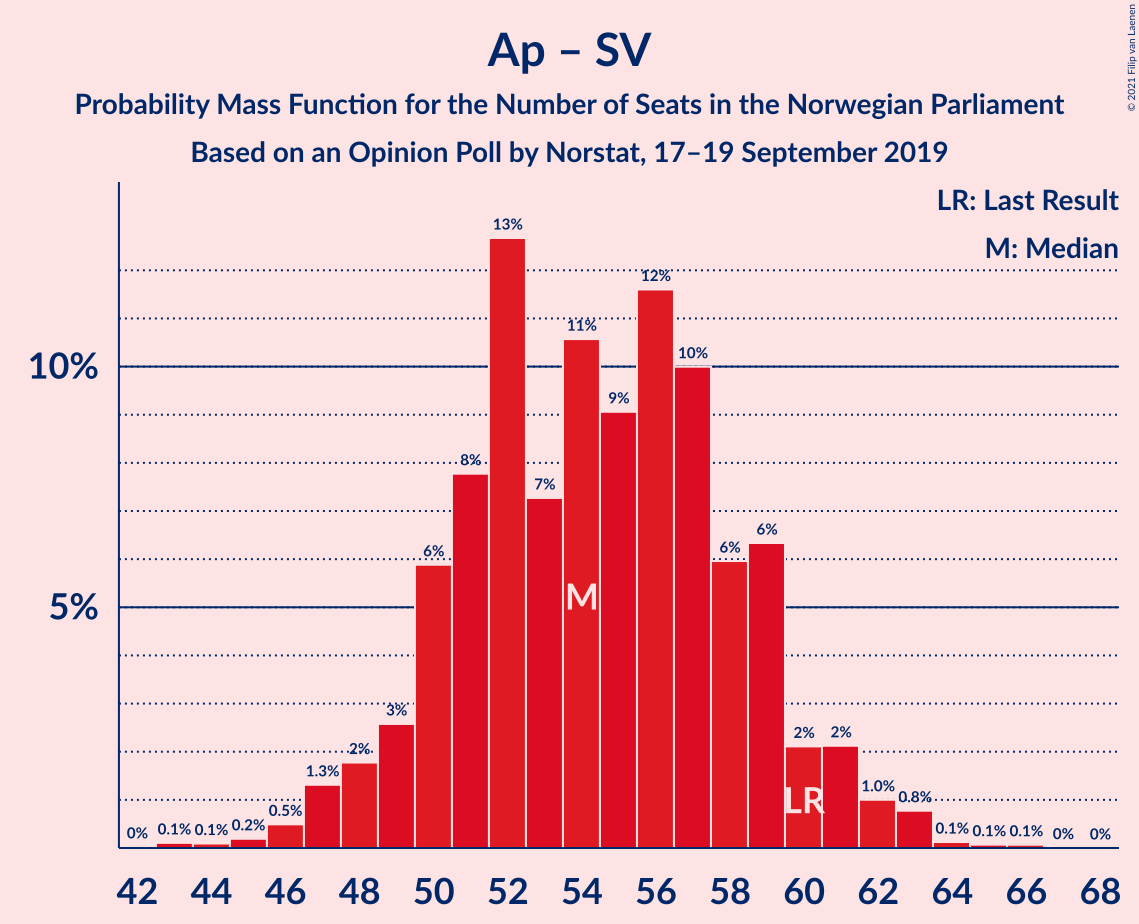 Ap – SV
Probability Mass Function for the Number of Seats in the Norwegian Parliament
Based on an Opinion Poll by Norstat, 17–19 September 2019
© 2021 Filip van Laenen
LR: Last Result
M: Median
10%
5%
0% 0.1% 0.1% 0.2% 0.5% 1.3% 2% 3% 6% 8% 13% 7% 11% 9% 12% 10% 6% 6% 2% 2% 1.0% 0.8% 0.1% 0.1% 0.1% 0% 0%
M
LR
42 44 46 48 50 52 54 56 58 60 62 64 66 68